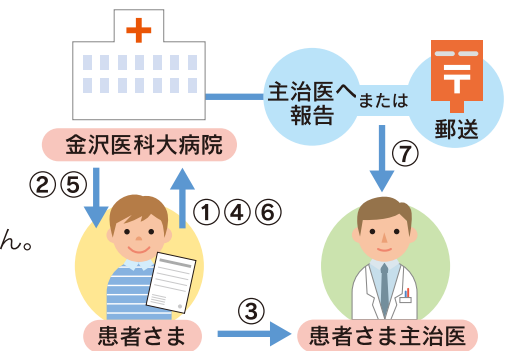 主治医へ
報告
または
郵送
金沢医科大病院
⑦
②⑤
①④⑥
ん。
③
患者さま
患者さま主治医